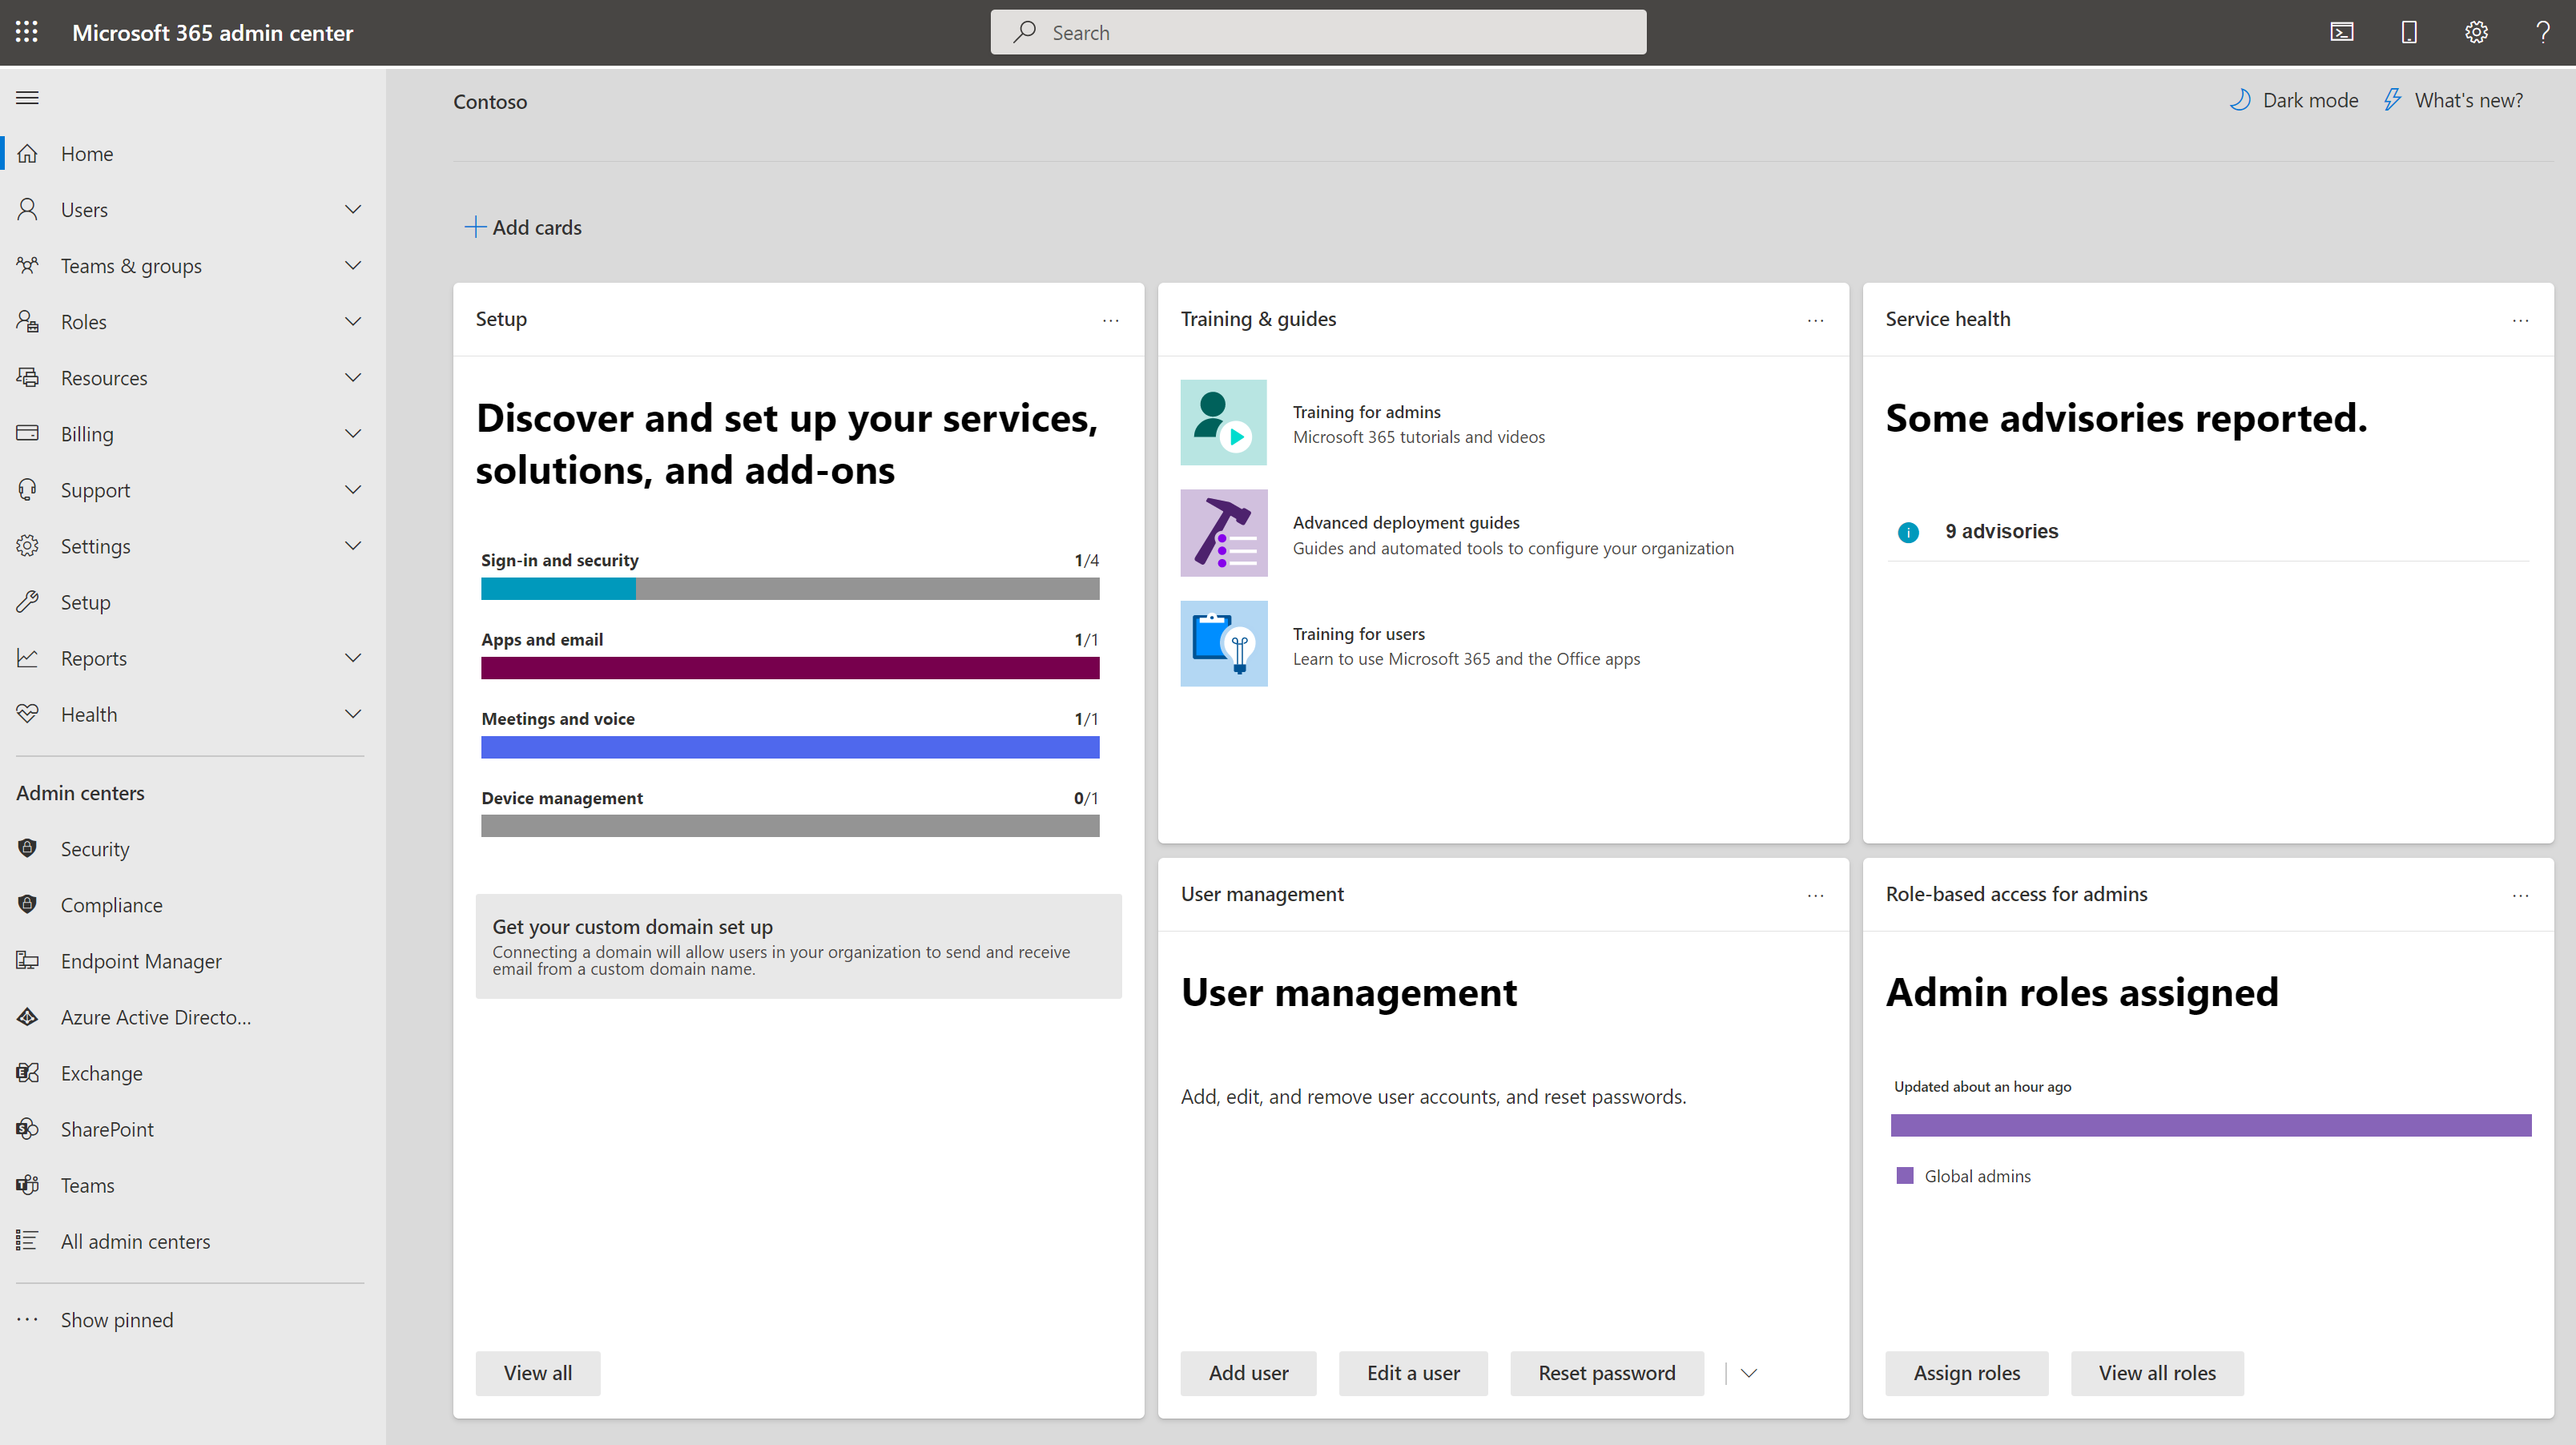 Microsoft 365 admin center
Search
Contoso
Dark mode
What's new?
Home
Users
Teams & groups
Roles
Resources
Billing
Support
Settings
Setup
Reports
Health
Admin centers
Security
Compliance
Endpoint Manager
Azure Active Directo...
Exchange
SharePoint
Teams
All admin centers
Show pinned
Add cards
Setup
Discover and set up your services,
solutions, and add-ons
Sign-in and security 1/4
Apps and email 1/1
Meetings and voice 1/1
Device management 0/1
Get your custom domain set up
Connecting a domain will allow users in your organization to send and receive
email from a custom domain name.
View all
Training & guides
Training for admins
Microsoft 365 tutorials and videos
Advanced deployment guides
Guides and automated tools to configure your organization
Training for users
Learn to use Microsoft 365 and the Office apps
Service health
Some advisories reported.
9 advisories
User management
User management
Add, edit, and remove user accounts, and reset passwords.
Add user
Edit a user
Reset password
Role-based access for admins
Admin roles assigned
Updated about an hour ago
Global admins
Assign roles
View all roles